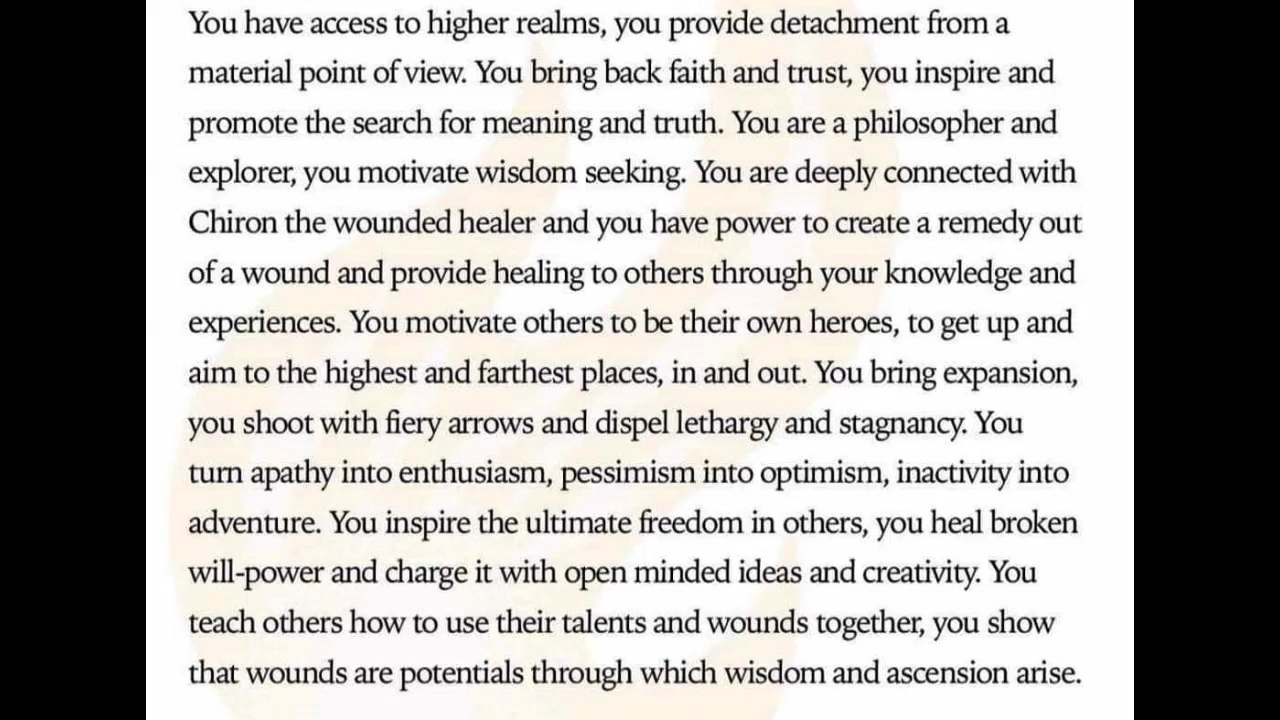 You have access to higher realms, you provide detachment from a
material point of view. You bring back faith and trust, you inspire and
promote the search for meaning and truth. You are a philosopher and
explorer, you motivate wisdom seeking. You are deeply connected with
Chiron the wounded healer and you have power to create a remedy out
of a wound and provide healing to others through your knowledge and
experiences. You motivate others to be their own heroes, to get up and
aim to the highest and farthest places, in and out. You bring expansion,
you shoot with fiery arrows and dispel lethargy and stagnancy. You
turn apathy into enthusiasm, pessimism into optimism, inactivity into
adventure. You inspire the ultimate freedom in others, you heal broken
will-power and charge it with open minded ideas and creativity. You
teach others how to use their talents and wounds together, you show
that wounds are potentials through which wisdom and ascension arise.